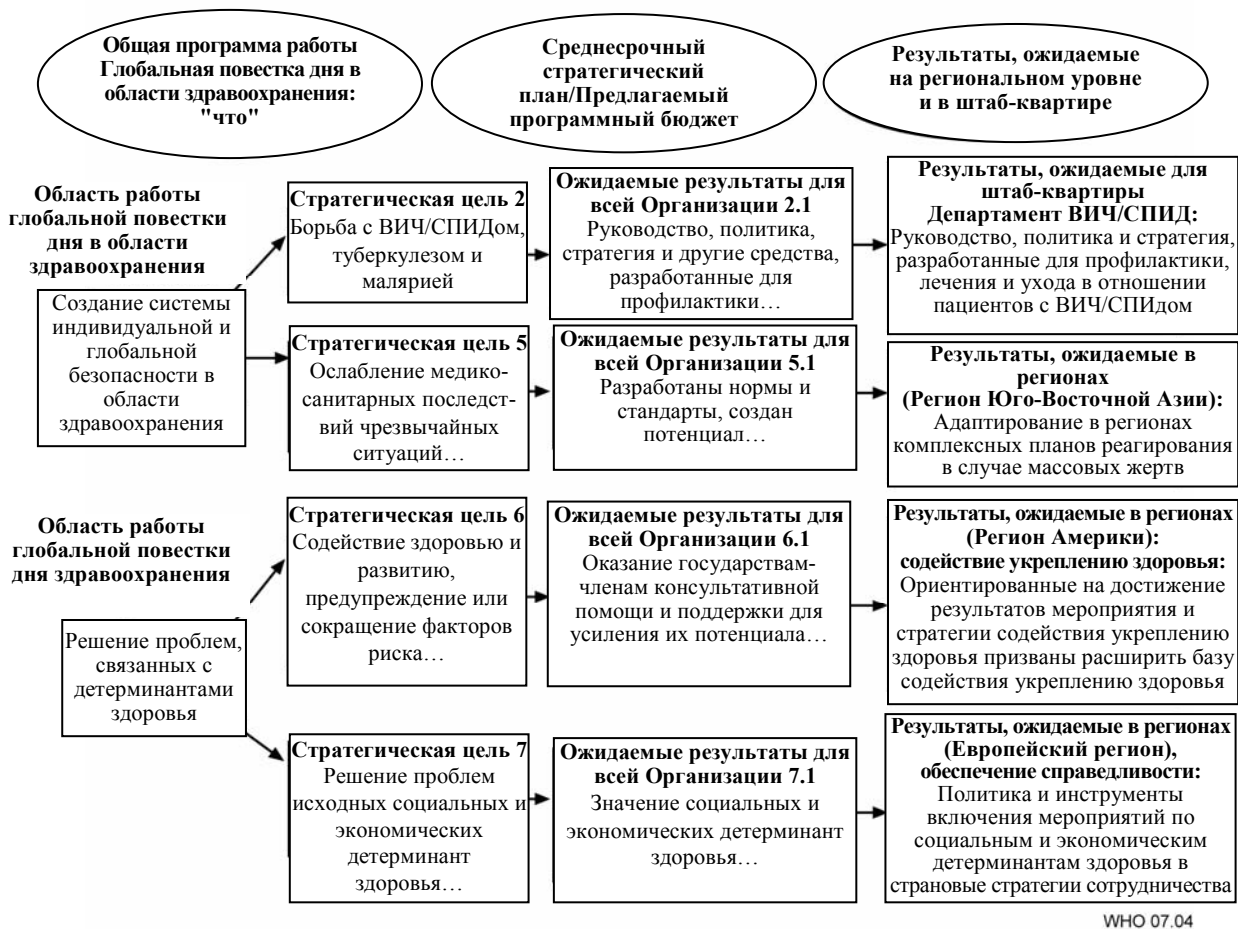 Общая программа работы
Глобальная повестка дня в
области здравоохранения:
"что"
Среднесрочный
стратегический
план/Предлагаемый
программный бюджет
Результаты, ожидаемые
на региональном уровне
и в штаб-квартире
Область работы
глобальной повестки
дня в области
здравоохранения
Создание системы
индивидуальной и
глобальной
безопасности в
области
здравоохранения
Стратегическая цель 2
Борьба с ВИЧ/СПИДом,
туберкулезом и
малярией
Ожидаемые результаты для
всей Организации 2.1
Руководство, политика,
стратегия и другие средства,
разработанные для
профилактики…
Результаты, ожидаемые для
штаб-квартиры
Департамент ВИЧ/СПИД:
Руководство, политика и стратегия,
разработанные для профилактики,
лечения и ухода в отношении
пациентов с ВИЧ/СПИдом
Стратегическая цель 5
Ослабление медико-
санитарных последст-
вий чрезвычайных
ситуаций…
Ожидаемые результаты для
всей Организации 5.1
Разработаны нормы и
стандарты, создан
потенциал…
Результаты, ожидаемые в
регионах
(Регион Юго-Восточной Азии):
Адаптирование в регионах
комплексных планов реагирования
в случае массовых жертв
Область работы
глобальной повестки
дня здравоохранения
Решение проблем,
связанных с
детерминантами
здоровья
Стратегическая цель 6
Содействие здоровью и
развитию,
предупреждение или
сокращение факторов
риска…
Ожидаемые результаты для
всей Организации 6.1
Оказание государствам-
членам консультативной
помощи и поддержки для
усиления их потенциала…
Результаты, ожидаемые в регионах
(Регион Америки):
содействие укреплению здоровья:
Ориентированные на достижение
результатов мероприятия и
стратегии содействия укреплению
здоровья призваны расширить базу
содействия укреплению здоровья
Стратегическая цель 7
Решение проблем
исходных социальных и
экономических
детерминант
здоровья…
Ожидаемые результаты для
всей Организации 7.1
Значение социальных и
экономических детерминант
здоровья…
Результаты, ожидаемые в регионах
(Европейский регион),
обеспечение справедливости:
Политика и инструменты
включения мероприятий по
социальным и экономическим
детерминантам здоровья в
страновые стратегии сотрудничества
WHO 07.04